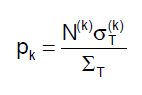 p_k = N^(k) σ_T^(k) / Σ_T